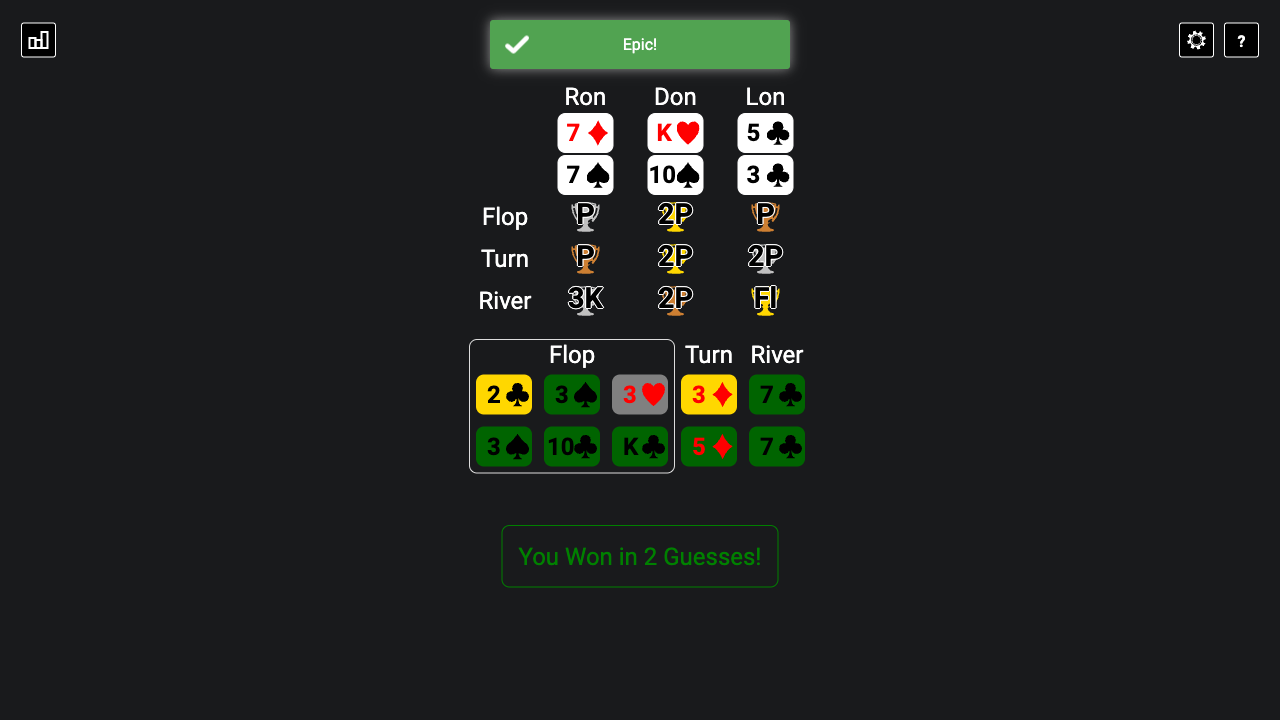 Epic!
?
Ron Don Lon
7♦ K♥ 5♣
7♠ 10♠ 3♣
Flop P 2P P
Turn P 2P 2P
River 3K 2P Fl
Flop Turn River
2♣ 3♠ 3♥ 3♦ 7♣
3♠ 10♣ K♣ 5♦ 7♣
You Won in 2 Guesses!